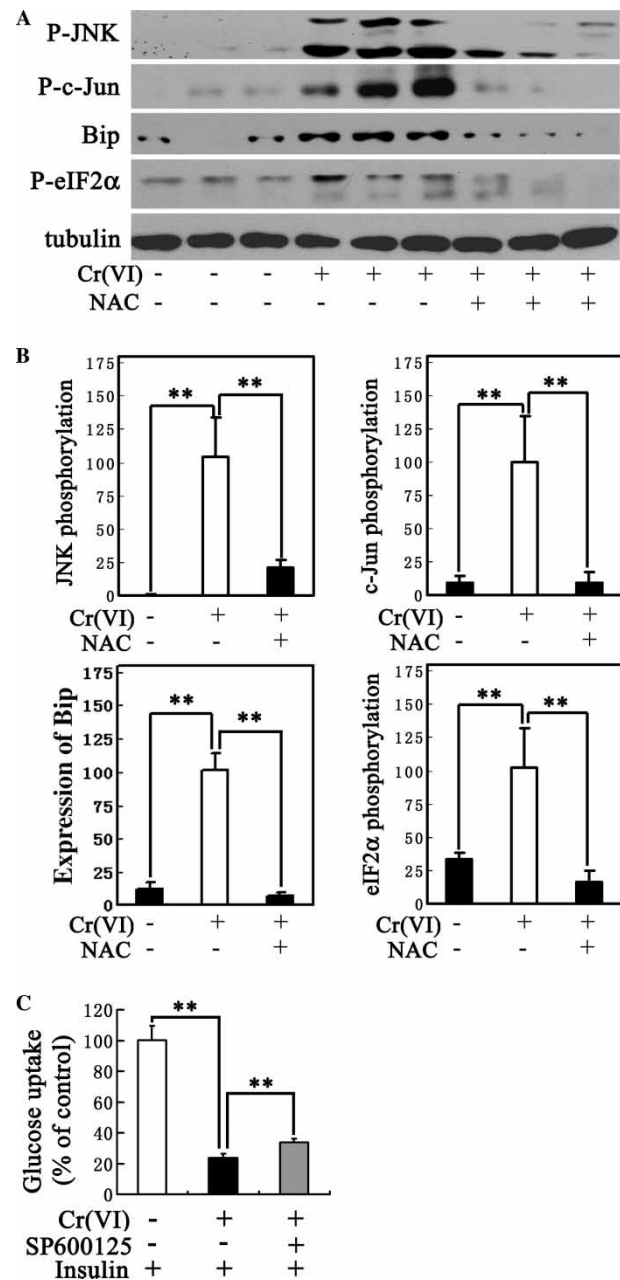 A
P-JNK
P-c-Jun
Bip
P-eIF2α
tubulin
Cr(VI) - - - + + + + + +
NAC - - - - - - + + +
B
JNK phosphorylation
175
150
125
100
75
50
25
0
** **
Cr(VI) - + +
NAC - - +
c-Jun phosphorylation
175
150
125
100
75
50
25
0
** **
Cr(VI) - + +
NAC - - +
Expression of Bip
175
150
125
100
75
50
25
0
** **
Cr(VI) - + +
NAC - - +
eIF2α phosphorylation
175
150
125
100
75
50
25
0
** **
Cr(VI) - + +
NAC - - +
C
Glucose uptake
(% of control)
120
100
80
60
40
20
0
**
**
Cr(VI) - + +
SP600125 - - +
Insulin + + +